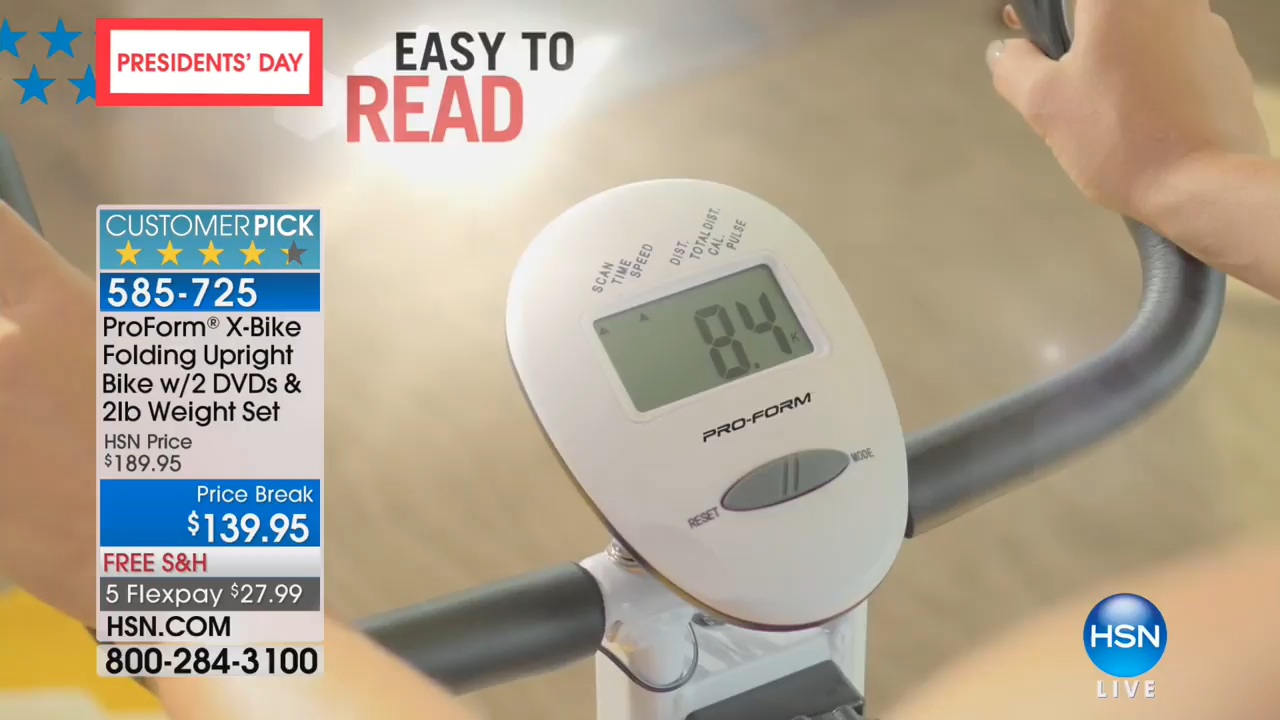 PRESIDENTS' DAY
EASY TO
READ
CUSTOMER PICK
585-725
ProForm® X-Bike
Folding Upright
Bike w/2 DVDs &
2lb Weight Set
HSN Price
$189.95
Price Break
$139.95
FREE S&H
5 Flexpay $27.99
HSN.COM
800-284-3100
SCAN
TIME
SPEED
DIST.
TOTAL DIST.
CAL.
PULSE
8.4
K
PRO-FORM
RESET
MODE
HSN
LIVE